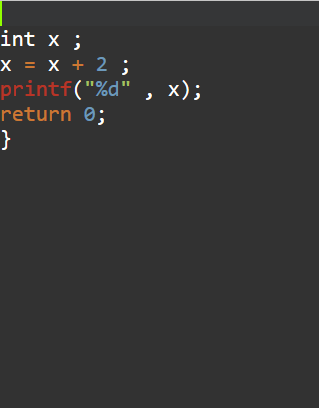 int x ;
x = x + 2 ;
printf("%d" , x);
return 0;
}